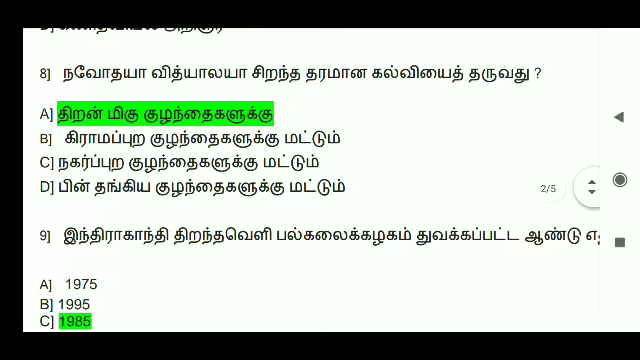 8] நவோதயா வித்யாலயா சிறந்த தரமான கல்வியைத் தருவது ?
A] திறன் மிகு குழந்தைகளுக்கு
B] கிராமப்புற குழந்தைகளுக்கு மட்டும்
C] நகர்ப்புற குழந்தைகளுக்கு மட்டும்
D] பின் தங்கிய குழந்தைகளுக்கு மட்டும்
2/5
9] இந்திராகாந்தி திறந்தவெளி பல்கலைக்கழகம் துவக்கப்பட்ட ஆண்டு
A] 1975
B] 1995
C] 1985